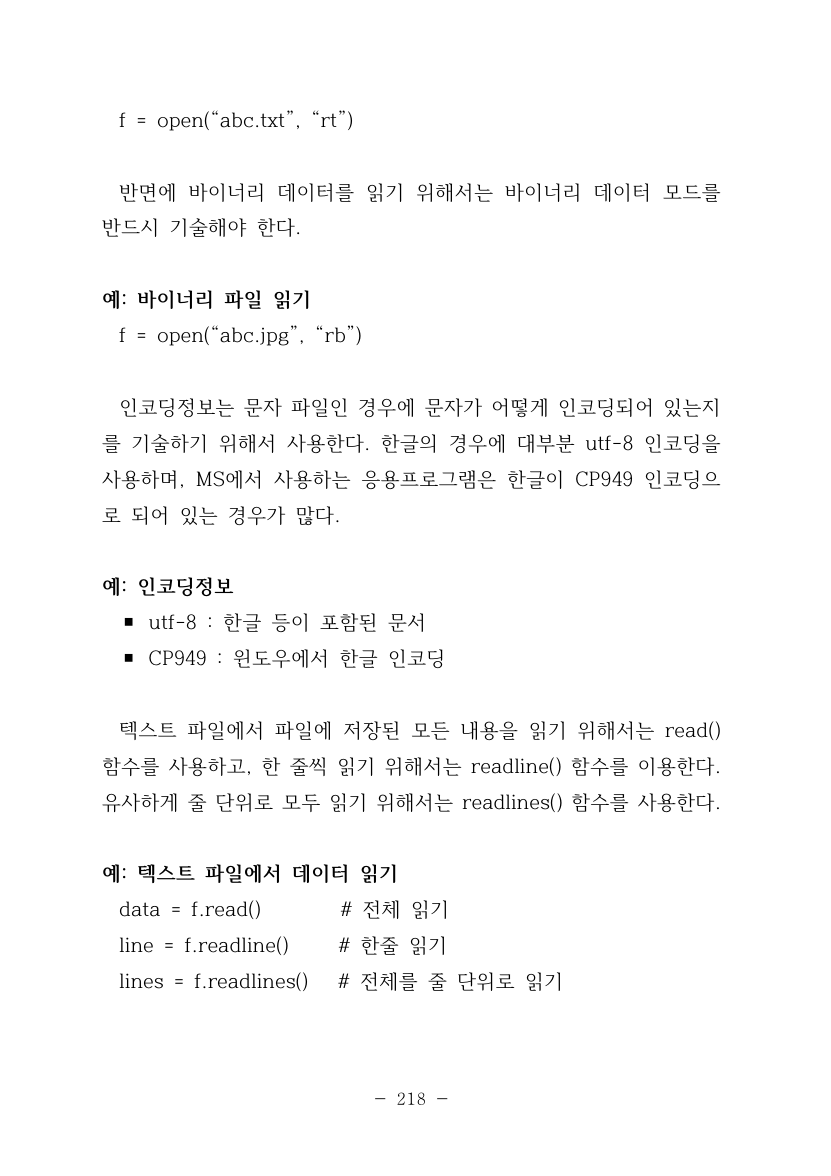 f = open(“abc.txt”, “rt”)
반면에 바이너리 데이터를 읽기 위해서는 바이너리 데이터 모드를
반드시 기술해야 한다.
예: 바이너리 파일 읽기
f = open(“abc.jpg”, “rb”)
인코딩정보는 문자 파일인 경우에 문자가 어떻게 인코딩되어 있는지
를 기술하기 위해서 사용한다. 한글의 경우에 대부분 utf-8 인코딩을
사용하며, MS에서 사용하는 응용프로그램은 한글이 CP949 인코딩으
로 되어 있는 경우가 많다.
예: 인코딩정보
▪ utf-8 : 한글 등이 포함된 문서
▪ CP949 : 윈도우에서 한글 인코딩
텍스트 파일에서 파일에 저장된 모든 내용을 읽기 위해서는 read()
함수를 사용하고, 한 줄씩 읽기 위해서는 readline() 함수를 이용한다.
유사하게 줄 단위로 모두 읽기 위해서는 readlines() 함수를 사용한다.
예: 텍스트 파일에서 데이터 읽기
data = f.read() # 전체 읽기
line = f.readline() # 한줄 읽기
lines = f.readlines() # 전체를 줄 단위로 읽기
- 218 -